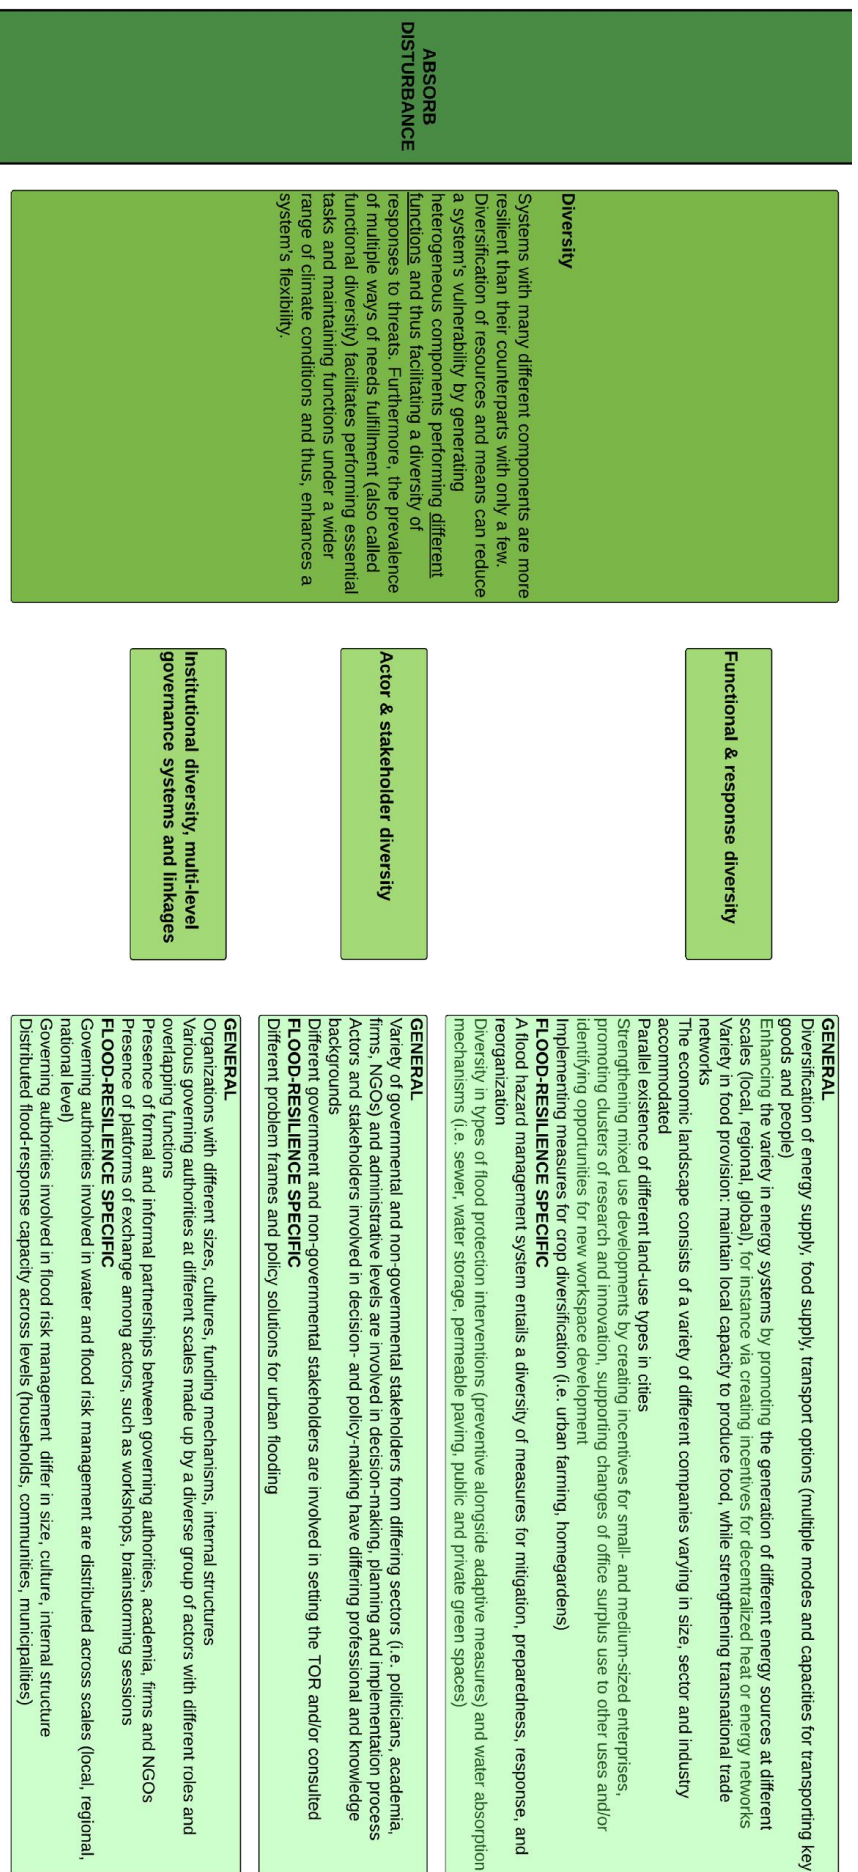 ABSORB
DISTURBANCE
Diversity
Systems with many different components are more
resilient than their counterparts with only a few.
Diversification of resources and means can reduce
a system's vulnerability by generating
heterogeneous components performing different
functions and thus facilitating a diversity of
responses to threats. Furthermore, the prevalence
of multiple ways of needs fulfillment (also called
functional diversity) facilitates performing essential
tasks and maintaining functions under a wider
range of climate conditions and thus, enhances a
system's flexibility.
Functional & response diversity
GENERAL
Diversification of energy supply, food supply, transport options (multiple modes and capacities for transporting key
goods and people)
Enhancing the variety in energy systems by promoting the generation of different energy sources at different
scales (local, regional, global), for instance via creating incentives for decentralized heat or energy networks
Variety in food provision: maintain local capacity to produce food, while strengthening transnational trade
networks
The economic landscape consists of a variety of different companies varying in size, sector and industry
accommodated
Parallel existence of different land-use types in cities
Strengthening mixed use developments by creating incentives for small- and medium-sized enterprises,
promoting clusters of research and innovation, supporting changes of office surplus use to other uses and/or
identifying opportunities for new workspace development
Implementing measures for crop diversification (i.e. urban farming, homegardens)
FLOOD-RESILIENCE SPECIFIC
A flood hazard management system entails a diversity of measures for mitigation, preparedness, response, and
reorganization
Diversity in types of flood protection interventions (preventive alongside adaptive measures) and water absorption
mechanisms (i.e. sewer, water storage, permeable paving, public and private green spaces)
Actor & stakeholder diversity
GENERAL
Variety of governmental and non-governmental stakeholders from differing sectors (i.e. politicians, academia,
firms, NGOs) and administrative levels are involved in decision-making, planning and implementation process
Actors and stakeholders involved in decision- and policy-making have differing professional and knowledge
backgrounds
Different government and non-governmental stakeholders are involved in setting the TOR and/or consulted
FLOOD-RESILIENCE SPECIFIC
Different problem frames and policy solutions for urban flooding
Institutional diversity, multi-level
governance systems and linkages
GENERAL
Organizations with different sizes, cultures, funding mechanisms, internal structures
Various governing authorities at different scales made up by a diverse group of actors with different roles and
overlapping functions
Presence of formal and informal partnerships between governing authorities, academia, firms and NGOs
Presence of platforms of exchange among actors, such as workshops, brainstorming sessions
FLOOD-RESILIENCE SPECIFIC
Governing authorities involved in water and flood risk management are distributed across scales (local, regional,
national level)
Governing authorities involved in flood risk management differ in size, culture, internal structure
Distributed flood-response capacity across levels (households, communities, municipalities)